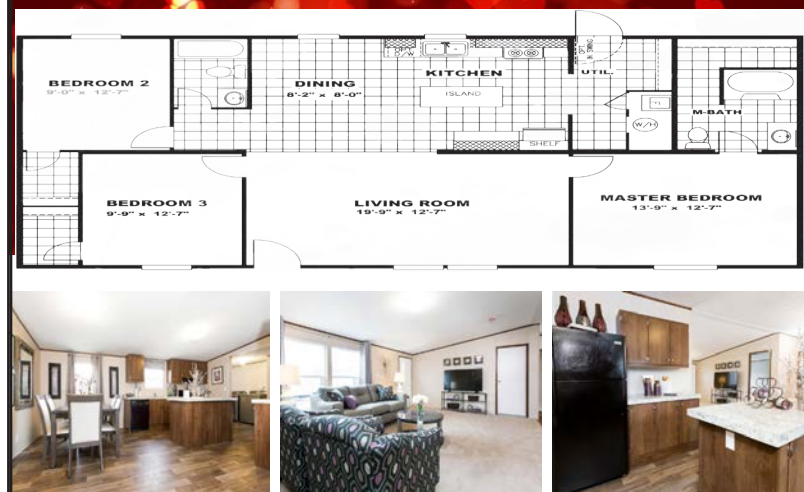 BEDROOM 2
9'-0" x 12'-7"
DINING
8'-2" x 8'-0"
KITCHEN
ISLAND
SHELF
UTIL.
W/H
M-BATH
BEDROOM 3
9'-9" x 12'-7"
LIVING ROOM
19'-9" x 12'-7"
MASTER BEDROOM
13'-9" x 12'-7"